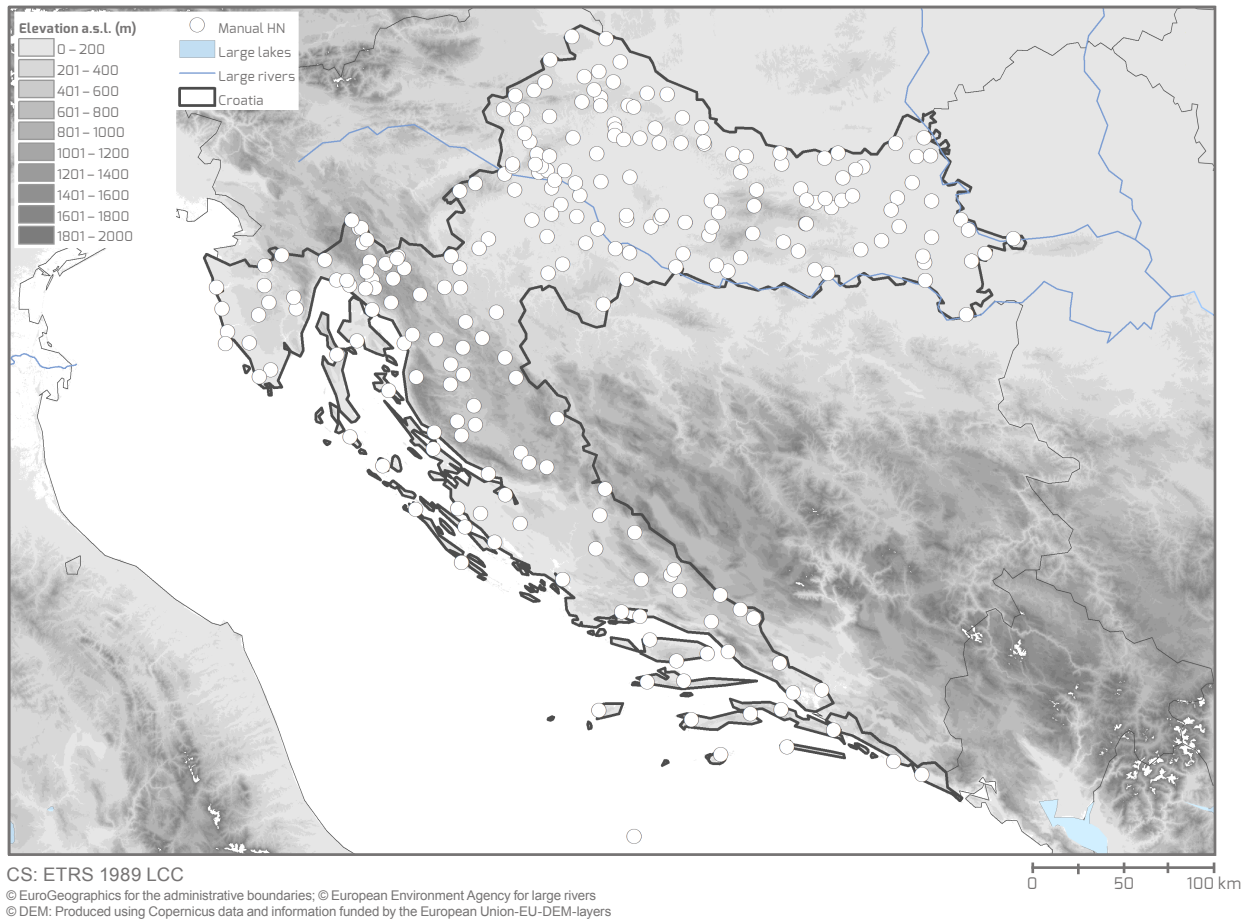 Elevation a.s.l. (m)
0 – 200
201 – 400
401 – 600
601 – 800
801 – 1000
1001 – 1200
1201 – 1400
1401 – 1600
1601 – 1800
1801 – 2000
Manual HN
Large lakes
Large rivers
Croatia
CS: ETRS 1989 LCC
© EuroGeographics for the administrative boundaries; © European Environment Agency for large rivers
© DEM: Produced using Copernicus data and information funded by the European Union-EU-DEM-layers
0 50 100 km